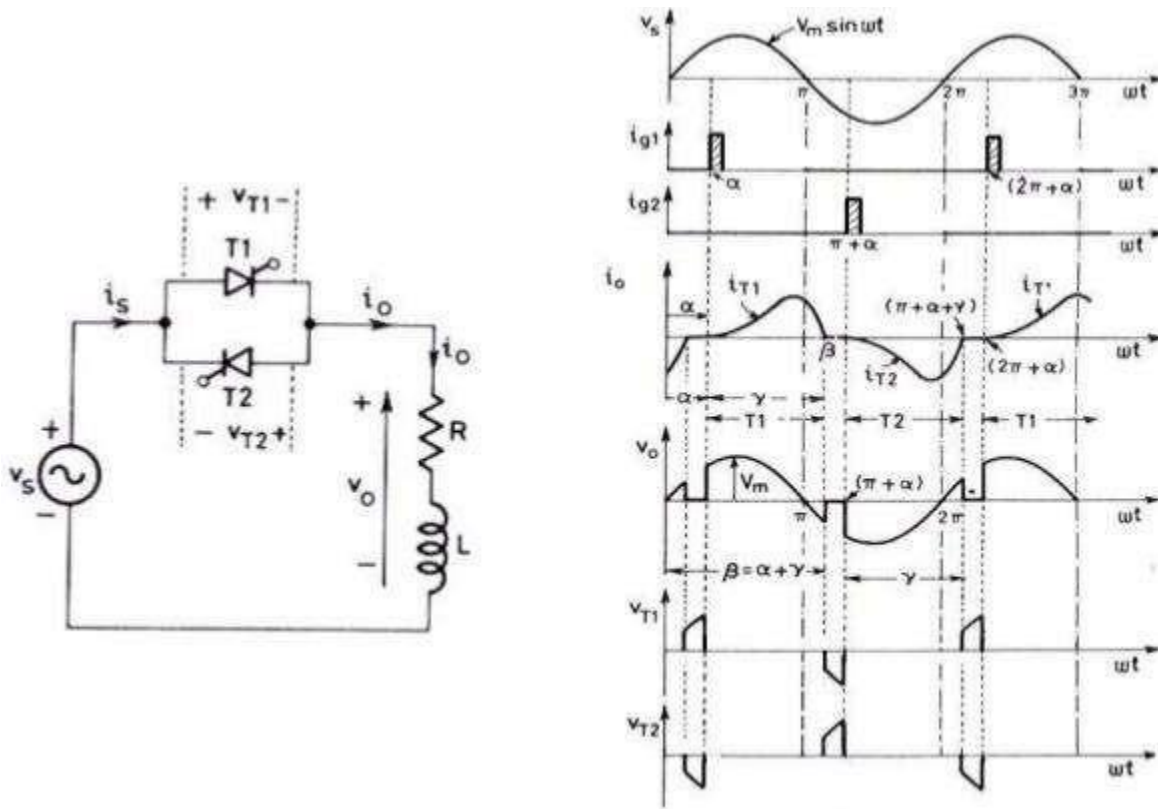 + vT1 -
T1
is
io
io
T2
- vT2 +
+
vs
-
+
vo
-
R
L
vs
Vm sin ωt
π
2π
3π
ωt
ig1
α
(2π+α)
ωt
ig2
π+α
ωt
io
α
iT1
(π+α+γ)
iT'
β
iT2
(2π+α)
ωt
α
γ
T1
T2
T1
vo
Vm
(π+α)
π
2π
ωt
β=α+γ
γ
vT1
ωt
vT2
ωt